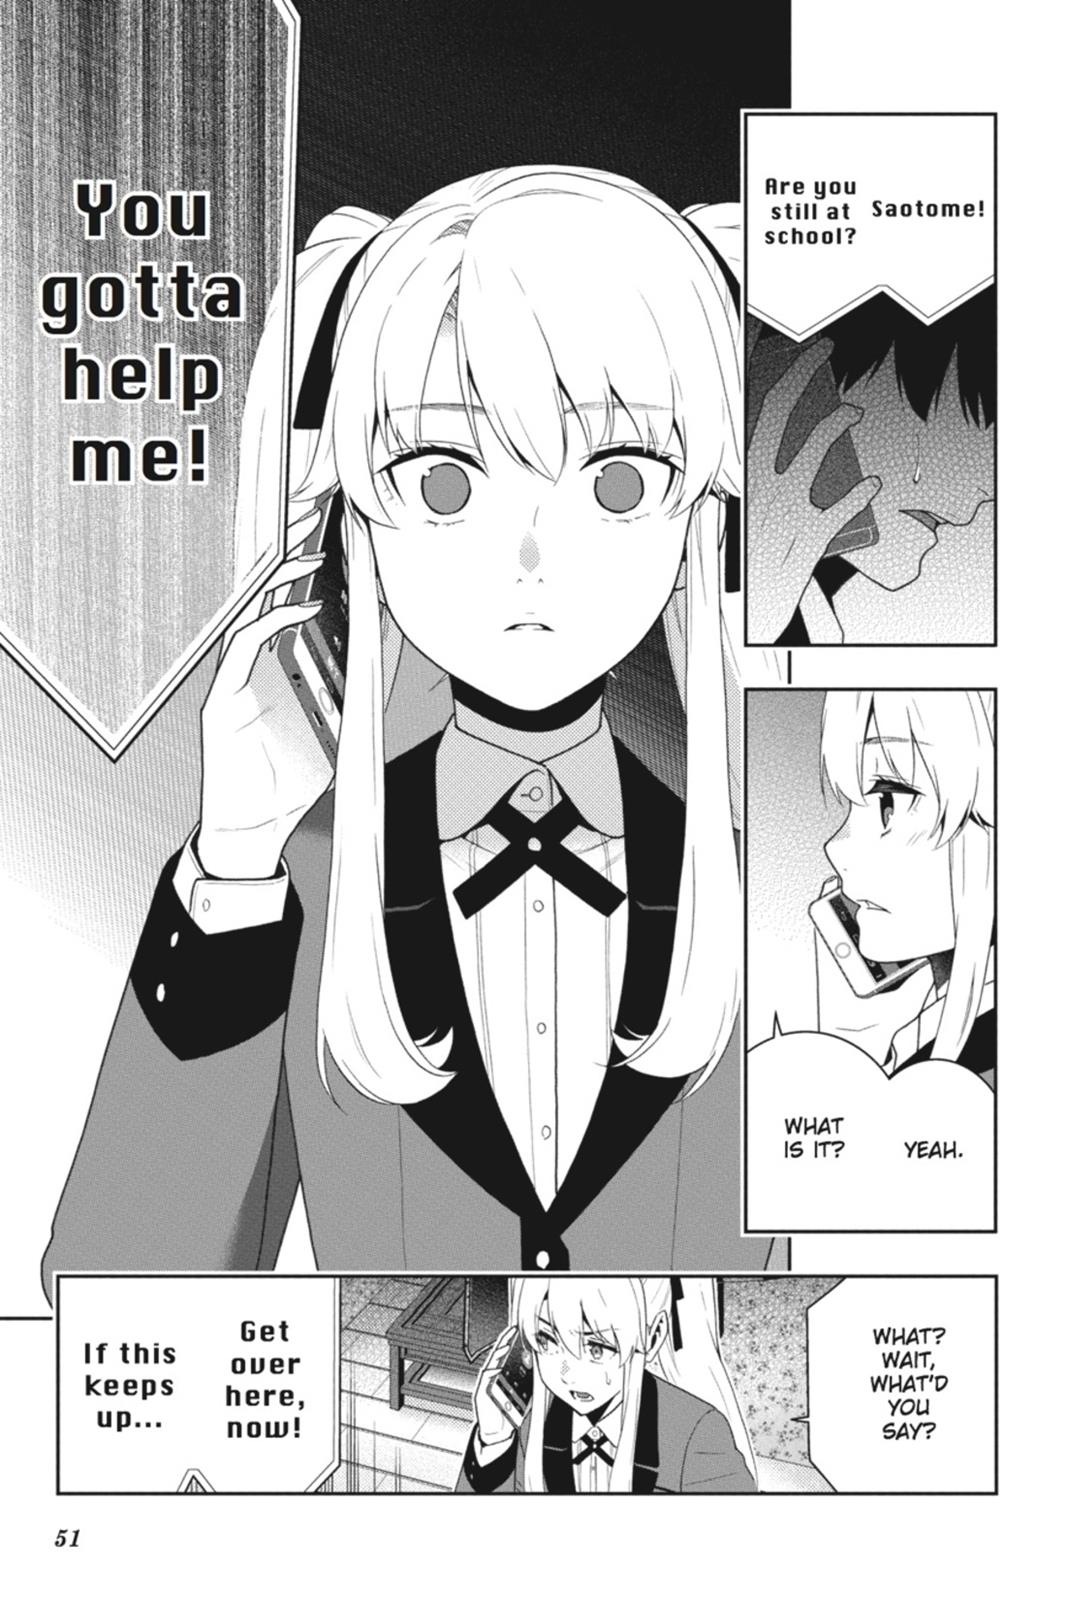 Saotome!
Are you
still at
school?
YEAH.
WHAT
IS IT?
You
gotta
help
me!
WHAT?
WAIT,
WHAT'D
YOU
SAY?
Get
over
here,
now!
If this
keeps
up...
51